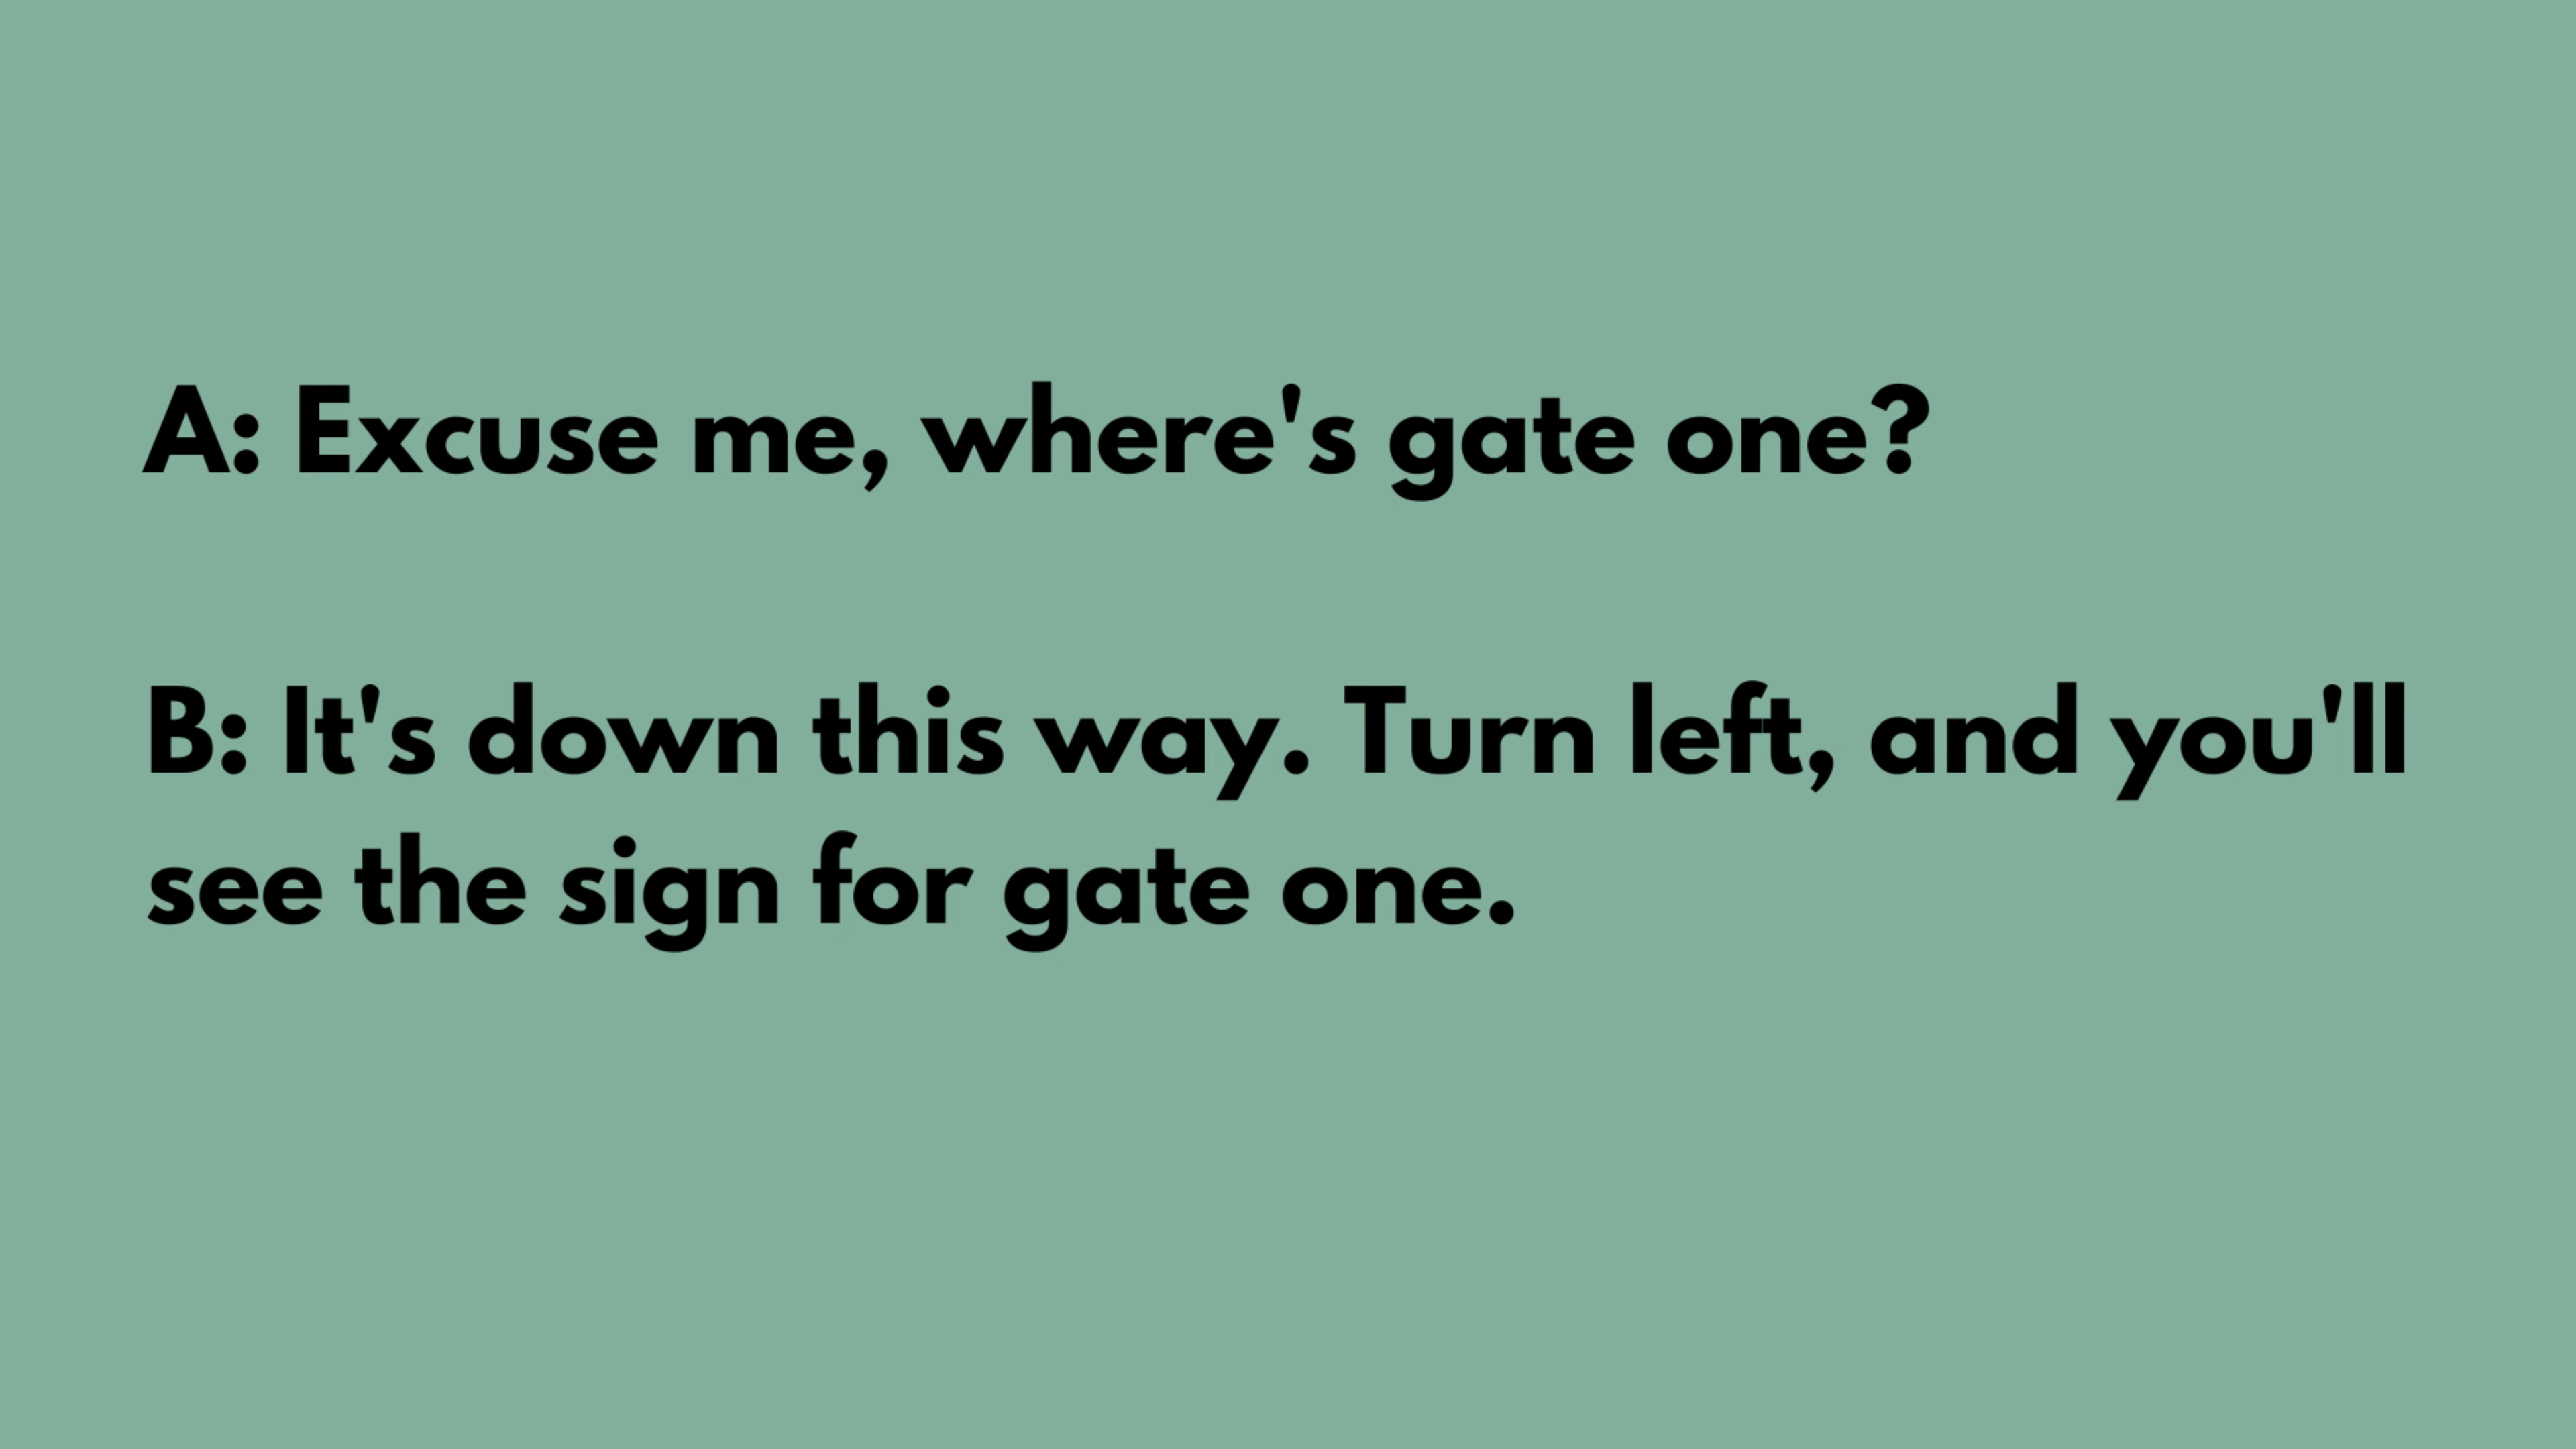 A: Excuse me, where's gate one?
B: It's down this way. Turn left, and you'll
see the sign for gate one.